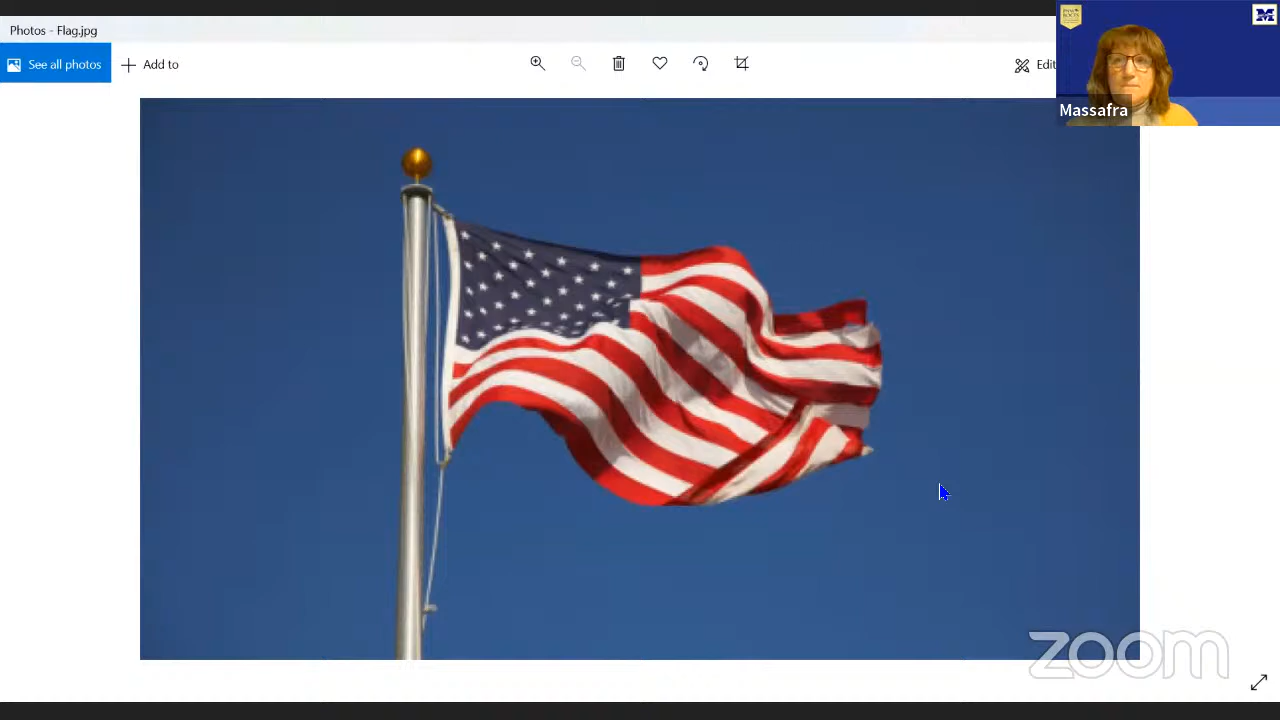 Photos - Flag.jpg
See all photos
Add to
Edit
Massafra
M
zoom